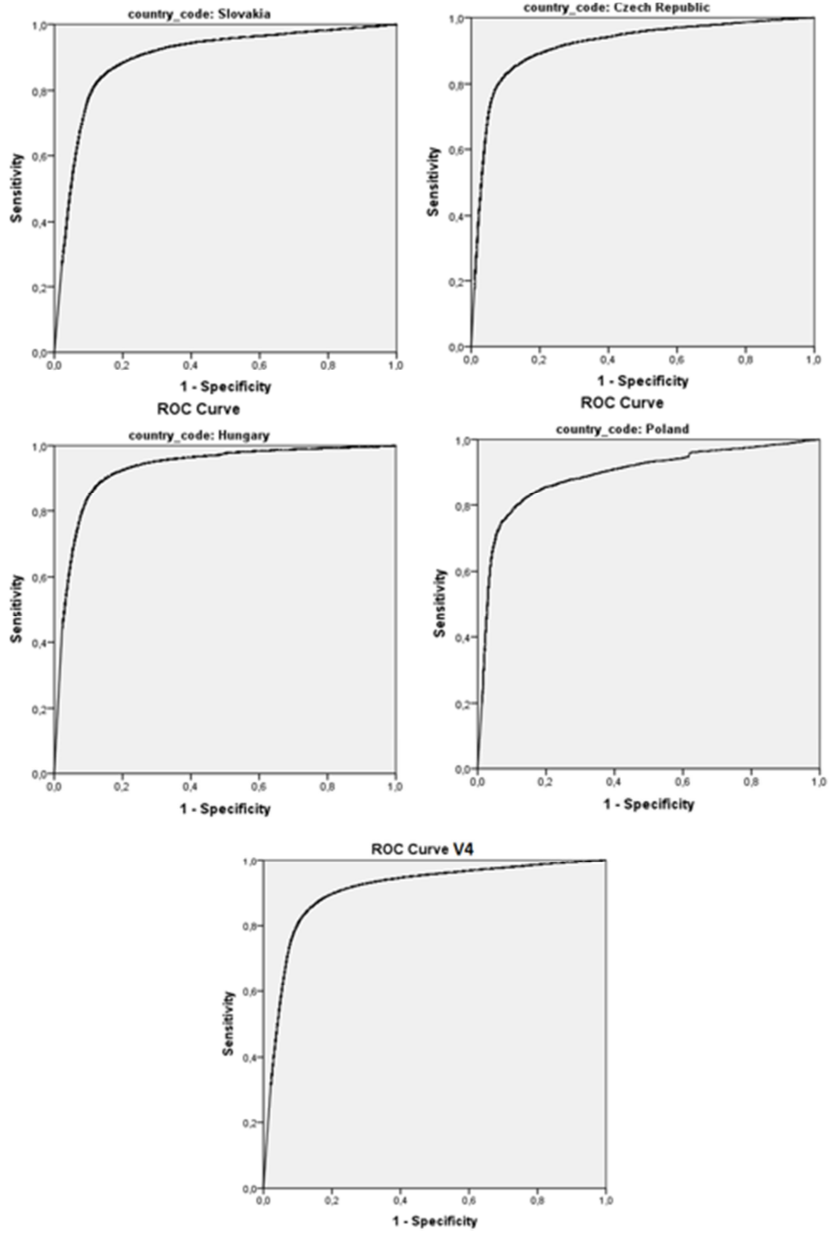 country_code: Slovakia
1,0
0,8
0,6
0,4
0,2
0,0
Sensitivity
0,0 0,2 0,4 0,6 0,8 1,0
1 - Specificity
country_code: Czech Republic
1,0
0,8
0,6
0,4
0,2
0,0
Sensitivity
0,0 0,2 0,4 0,6 0,8 1,0
1 - Specificity
ROC Curve
country_code: Hungary
1,0
0,8
0,6
0,4
0,2
0,0
Sensitivity
0,0 0,2 0,4 0,6 0,8 1,0
1 - Specificity
ROC Curve
country_code: Poland
1,0
0,8
0,6
0,4
0,2
0,0
Sensitivity
0,0 0,2 0,4 0,6 0,8 1,0
1 - Specificity
ROC Curve V4
1,0
0,8
0,6
0,4
0,2
0,0
Sensitivity
0,0 0,2 0,4 0,6 0,8 1,0
1 - Specificity